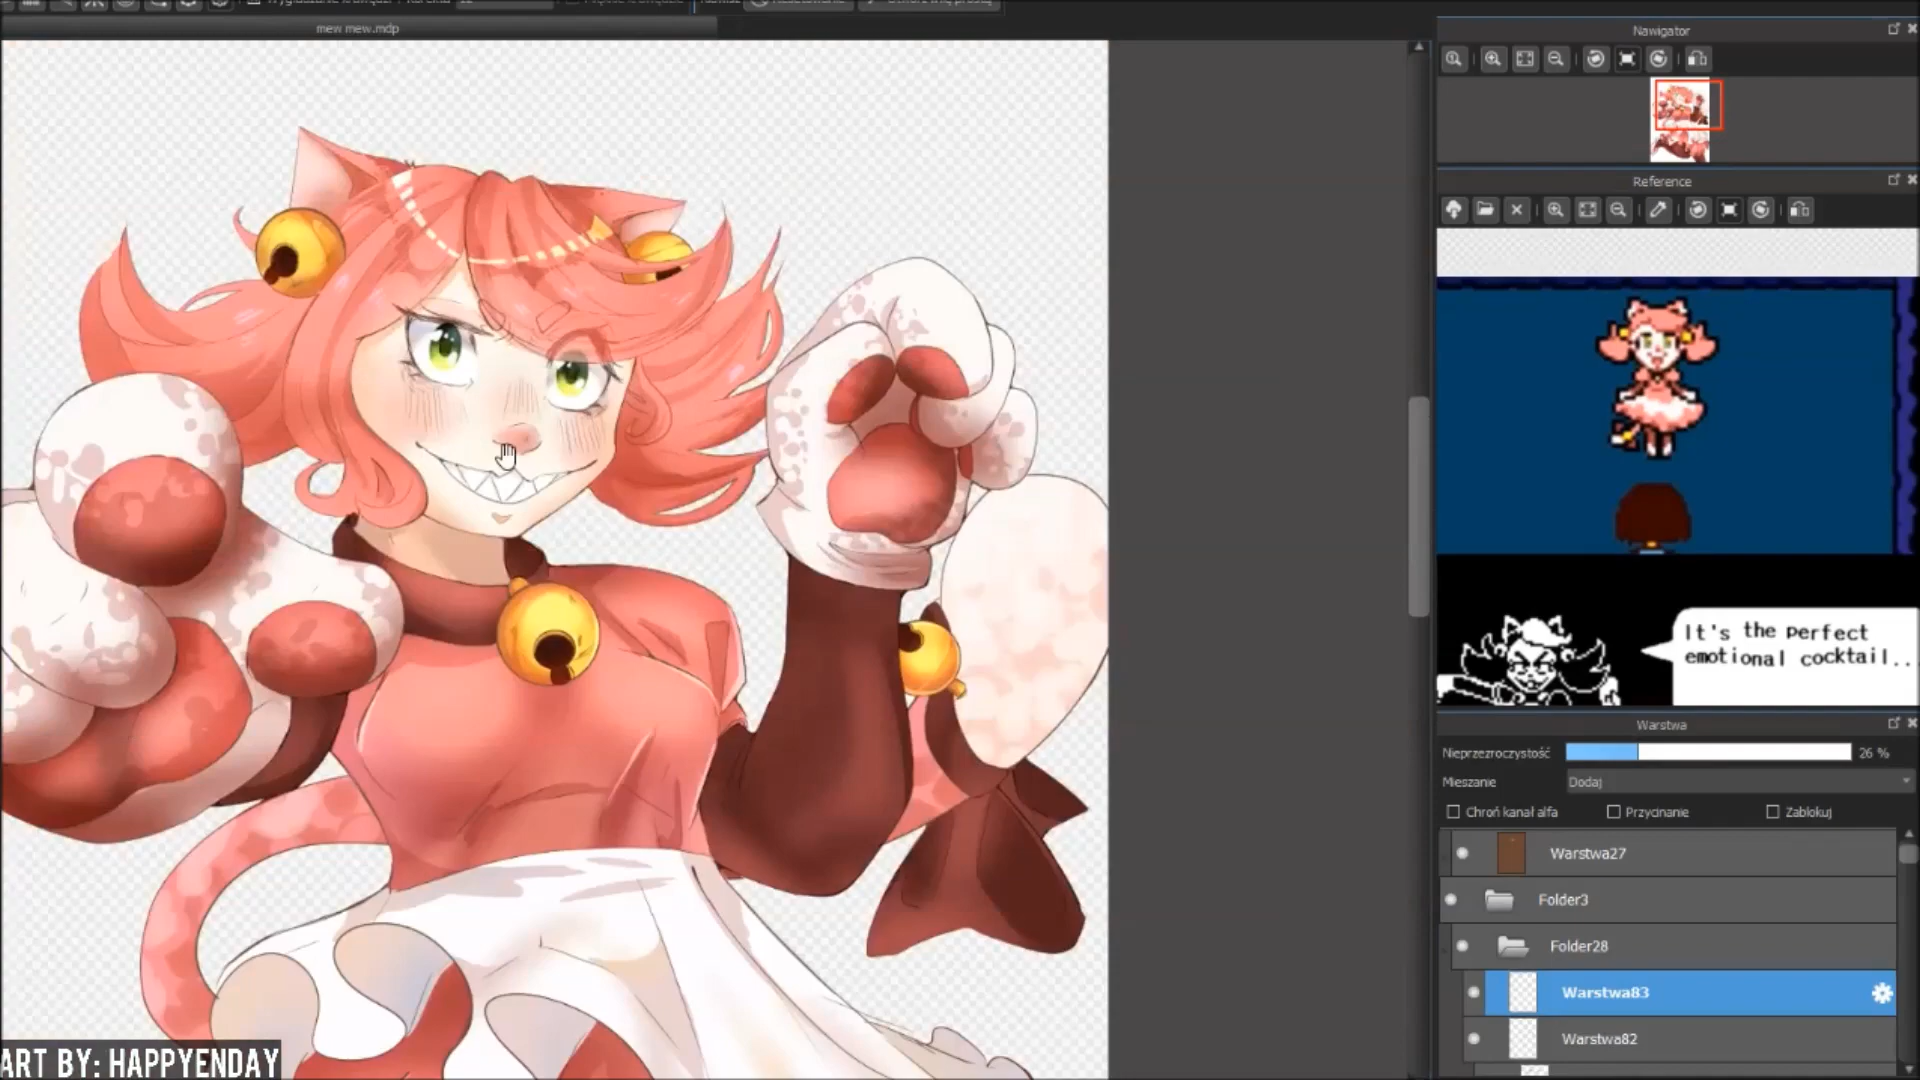 mew mew.mdp
Nawigator
Reference
It's the perfect
emotional cocktail..
Warstwa
Nieprzezroczystość
26 %
Mieszanie
Dodaj
Chroń kanał alfa
Przycinanie
Zablokuj
Warstwa27
Folder3
Folder28
Warstwa83
Warstwa82
ART BY: HAPPYENDAY